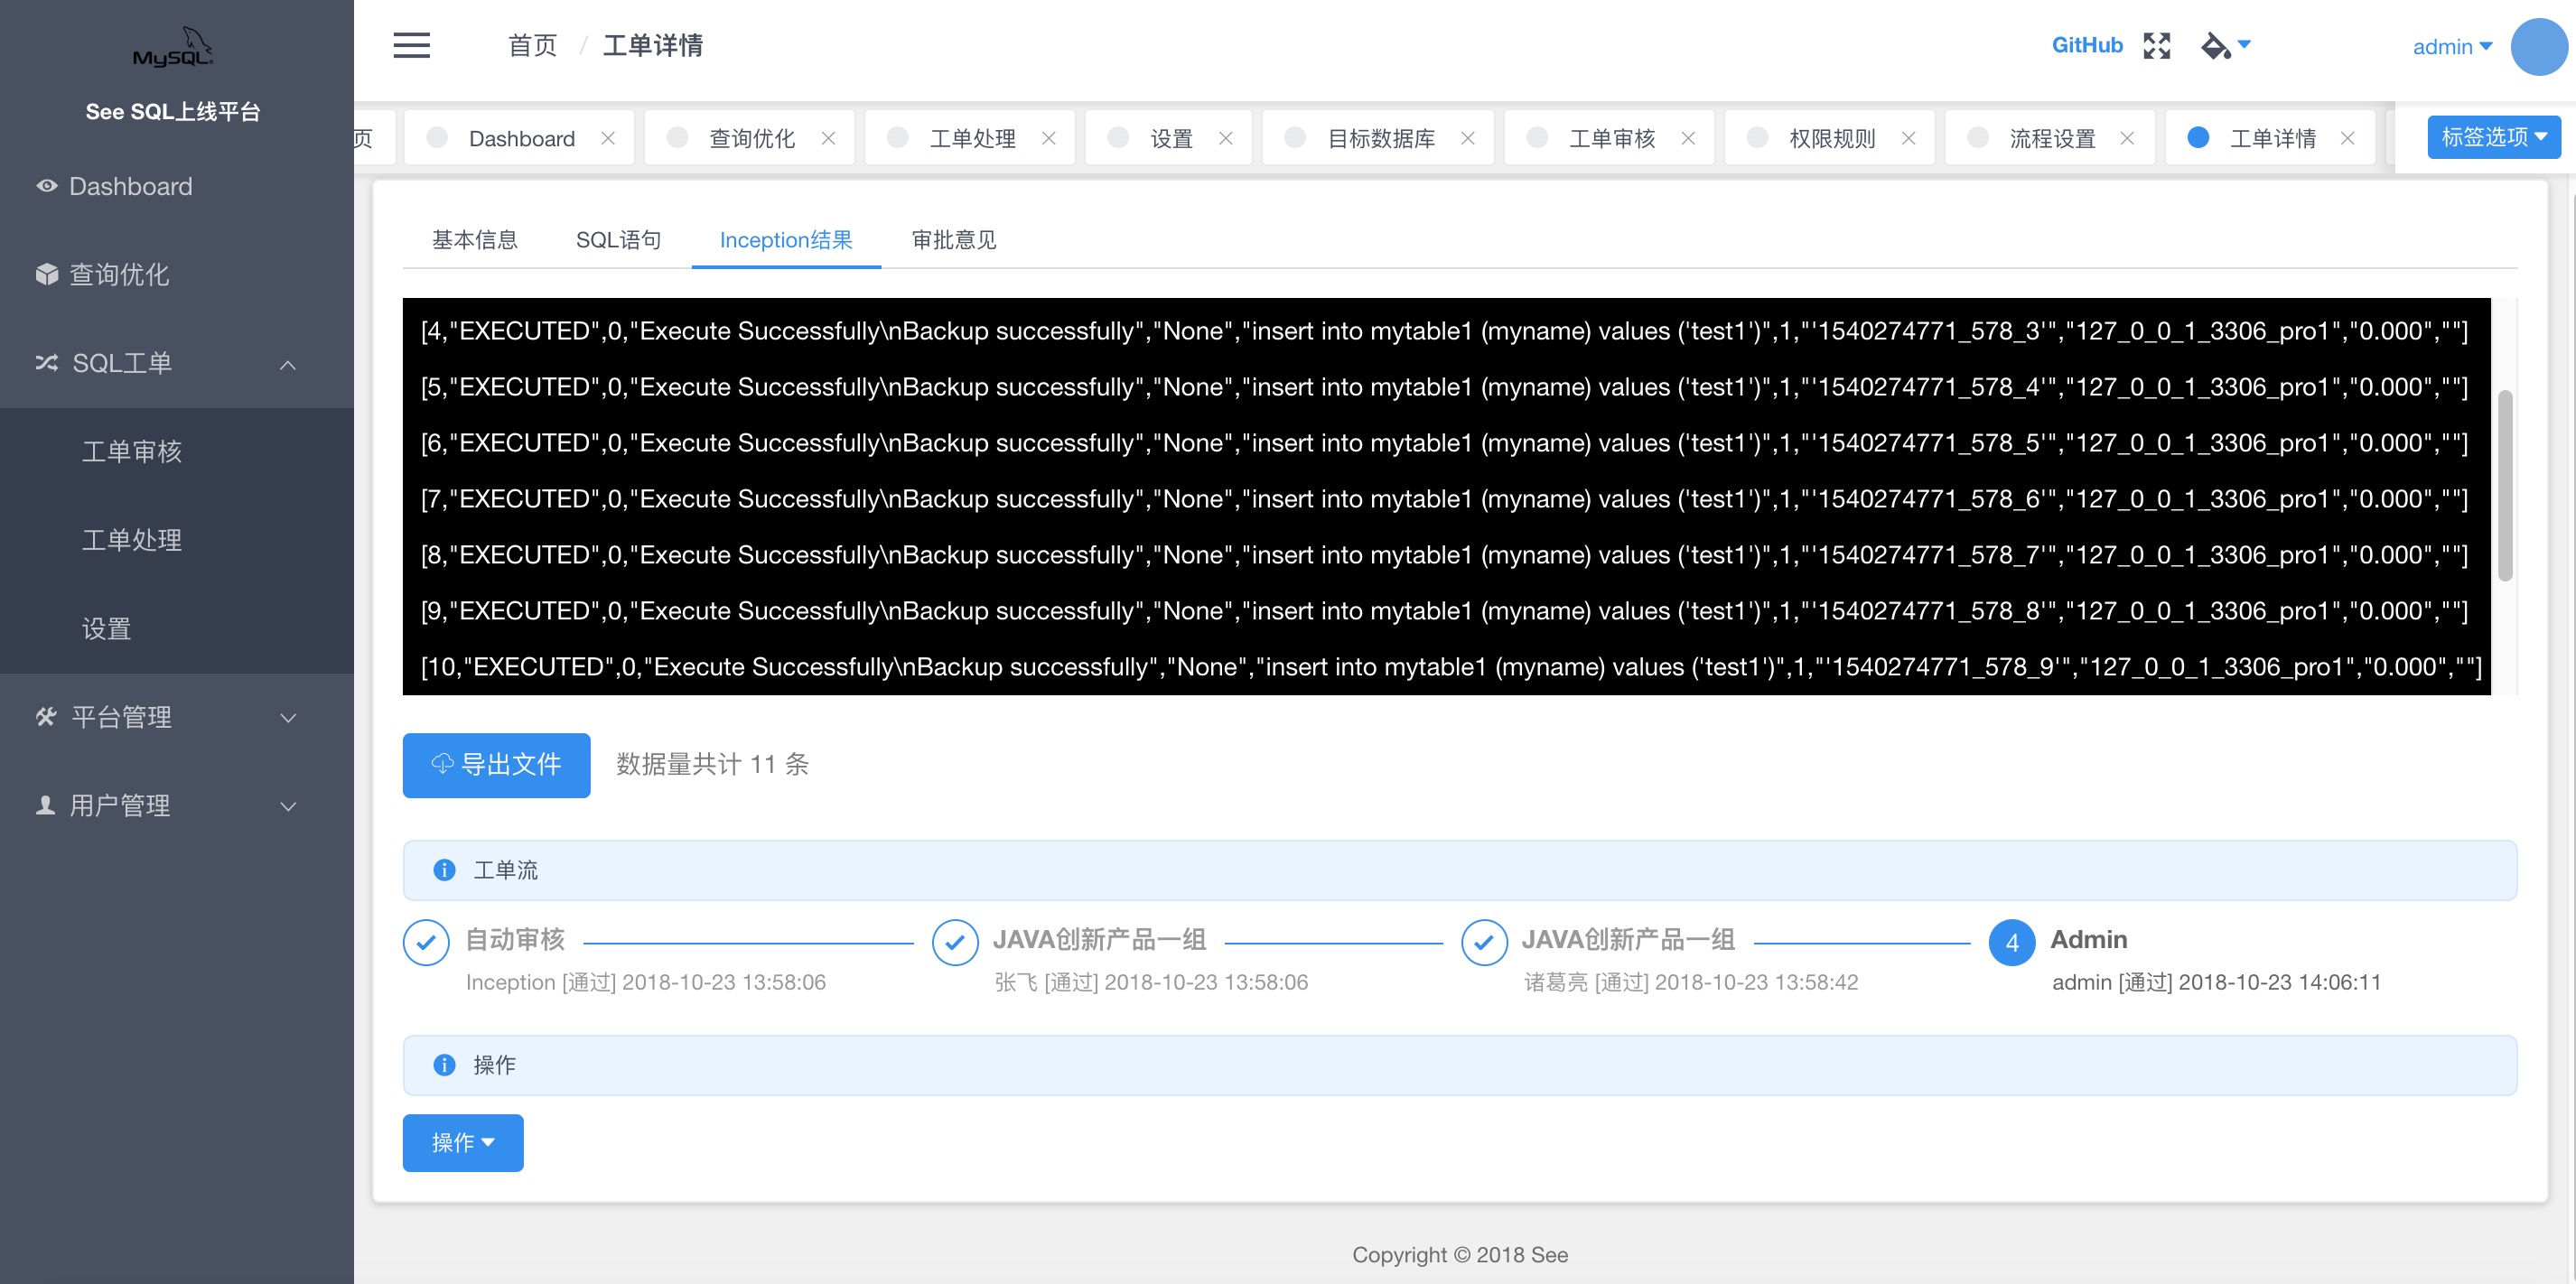 MySQL
See SQL上线平台
Dashboard
查询优化
SQL工单
工单审核
工单处理
设置
平台管理
用户管理
首页 / 工单详情
GitHub
admin
页
Dashboard
查询优化
工单处理
设置
目标数据库
工单审核
权限规则
流程设置
工单详情
标签选项
基本信息
SQL语句
Inception结果
审批意见
[4,"EXECUTED",0,"Execute Successfully\nBackup successfully","None","insert into mytable1 (myname) values ('test1')",1,"'1540274771_578_3'","127_0_0_1_3306_pro1","0.000",""]
[5,"EXECUTED",0,"Execute Successfully\nBackup successfully","None","insert into mytable1 (myname) values ('test1')",1,"'1540274771_578_4'","127_0_0_1_3306_pro1","0.000",""]
[6,"EXECUTED",0,"Execute Successfully\nBackup successfully","None","insert into mytable1 (myname) values ('test1')",1,"'1540274771_578_5'","127_0_0_1_3306_pro1","0.000",""]
[7,"EXECUTED",0,"Execute Successfully\nBackup successfully","None","insert into mytable1 (myname) values ('test1')",1,"'1540274771_578_6'","127_0_0_1_3306_pro1","0.000",""]
[8,"EXECUTED",0,"Execute Successfully\nBackup successfully","None","insert into mytable1 (myname) values ('test1')",1,"'1540274771_578_7'","127_0_0_1_3306_pro1","0.000",""]
[9,"EXECUTED",0,"Execute Successfully\nBackup successfully","None","insert into mytable1 (myname) values ('test1')",1,"'1540274771_578_8'","127_0_0_1_3306_pro1","0.000",""]
[10,"EXECUTED",0,"Execute Successfully\nBackup successfully","None","insert into mytable1 (myname) values ('test1')",1,"'1540274771_578_9'","127_0_0_1_3306_pro1","0.000",""]
导出文件
数据量共计 11 条
工单流
自动审核
Inception [通过] 2018-10-23 13:58:06
JAVA创新产品一组
张飞 [通过] 2018-10-23 13:58:06
JAVA创新产品一组
诸葛亮 [通过] 2018-10-23 13:58:42
4
Admin
admin [通过] 2018-10-23 14:06:11
操作
操作
Copyright © 2018 See